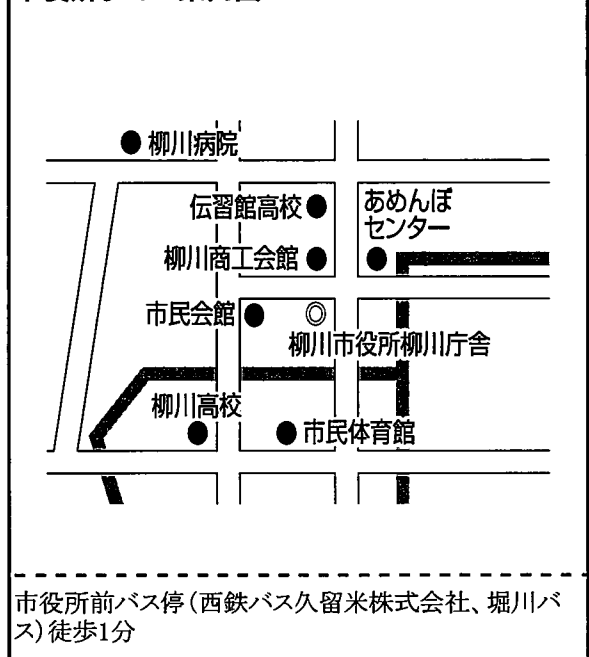 柳川病院
伝習館高校
あめんぼ
センター
柳川商工会館
市民会館
柳川市役所柳川庁舎
柳川高校
市民体育館
市役所前バス停(西鉄バス久留米株式会社、堀川バ
ス)徒歩1分